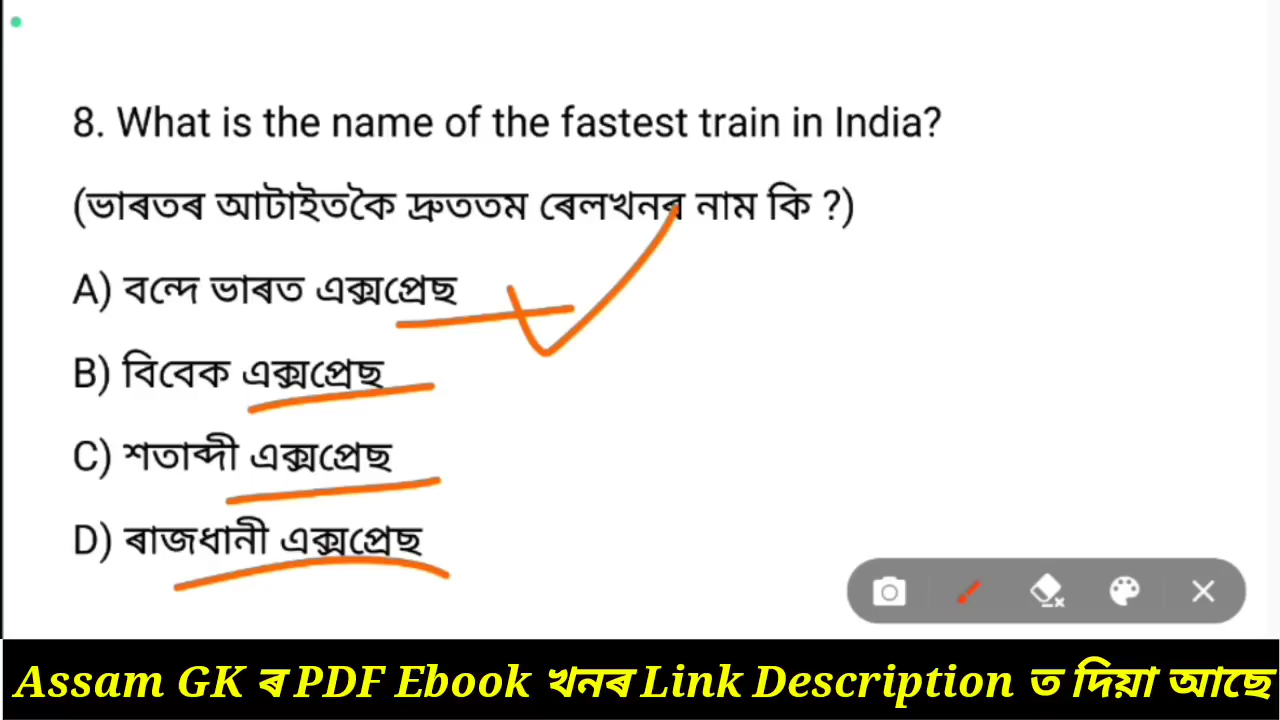 8. What is the name of the fastest train in India?
(ভাৰতৰ আটাইতকৈ দ্ৰুততম ৰেলখনৰ নাম কি ?)
A) বন্দে ভাৰত এক্সপ্ৰেছ
B) বিবেক এক্সপ্ৰেছ
C) শতাব্দী এক্সপ্ৰেছ
D) ৰাজধানী এক্সপ্ৰেছ
Assam GK ৰ PDF Ebook খনৰ Link Description ত দিয়া আছে